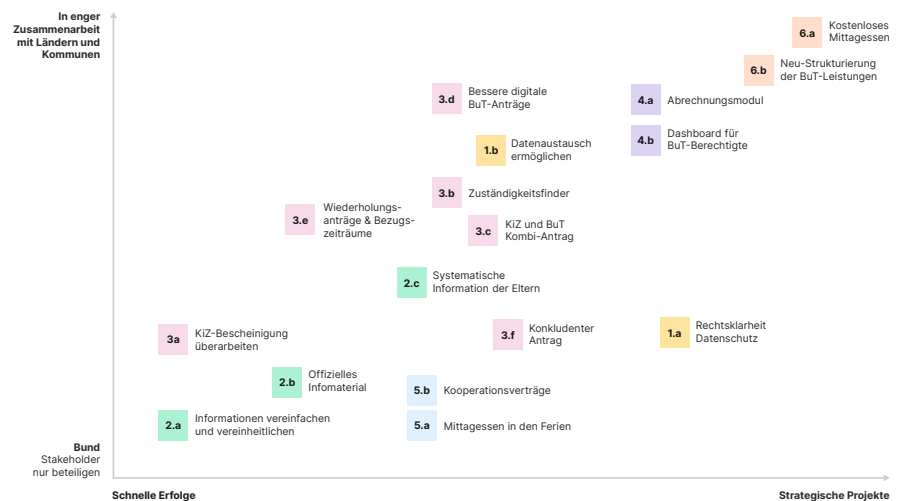 In enger
Zusammenarbeit
mit Ländern und
Kommunen
6.a
Kostenloses
Mittagessen
6.b
Neu-Strukturierung
der BuT-Leistungen
3.d
Bessere digitale
BuT-Anträge
4.a
Abrechnungsmodul
1.b
Datenaustausch
ermöglichen
4.b
Dashboard für
BuT-Berechtigte
3.b
Zuständigkeitsfinder
3.e
Wiederholungs-
anträge & Bezugs-
zeiträume
3.c
KiZ und BuT
Kombi-Antrag
2.c
Systematische
Information der Eltern
3a
KiZ-Bescheinigung
überarbeiten
3.f
Konkludenter
Antrag
1.a
Rechtsklarheit
Datenschutz
2.b
Offizielles
Infomaterial
5.b
Kooperationsverträge
2.a
Informationen vereinfachen
und vereinheitlichen
5.a
Mittagessen in den Ferien
Bund
Stakeholder
nur beteiligen
Schnelle Erfolge
Strategische Projekte